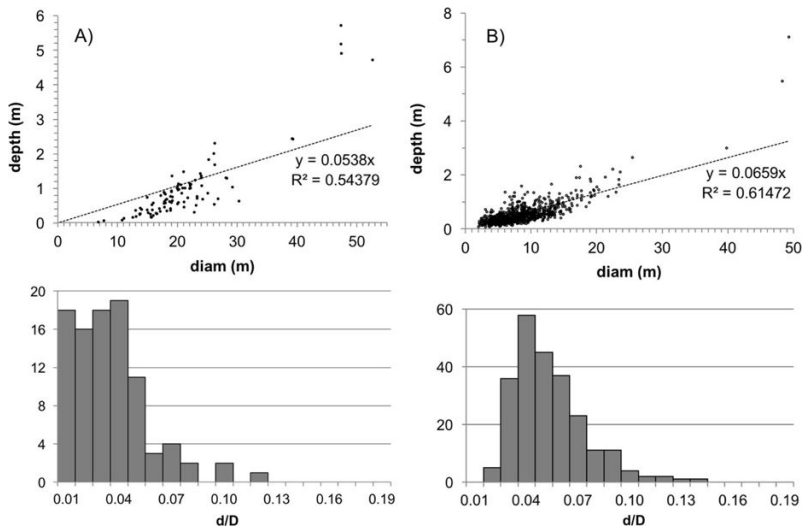 A)
6
5
4
3
2
1
0
depth (m)
y = 0.0538x
R² = 0.54379
0 10 20 30 40 50
diam (m)
B)
8
6
4
2
0
depth (m)
y = 0.0659x
R² = 0.61472
0 10 20 30 40 50
diam (m)
20
16
12
8
4
0
0.01 0.04 0.07 0.10 0.13 0.16 0.19
d/D
60
40
20
0
0.01 0.04 0.07 0.10 0.13 0.16 0.19
d/D